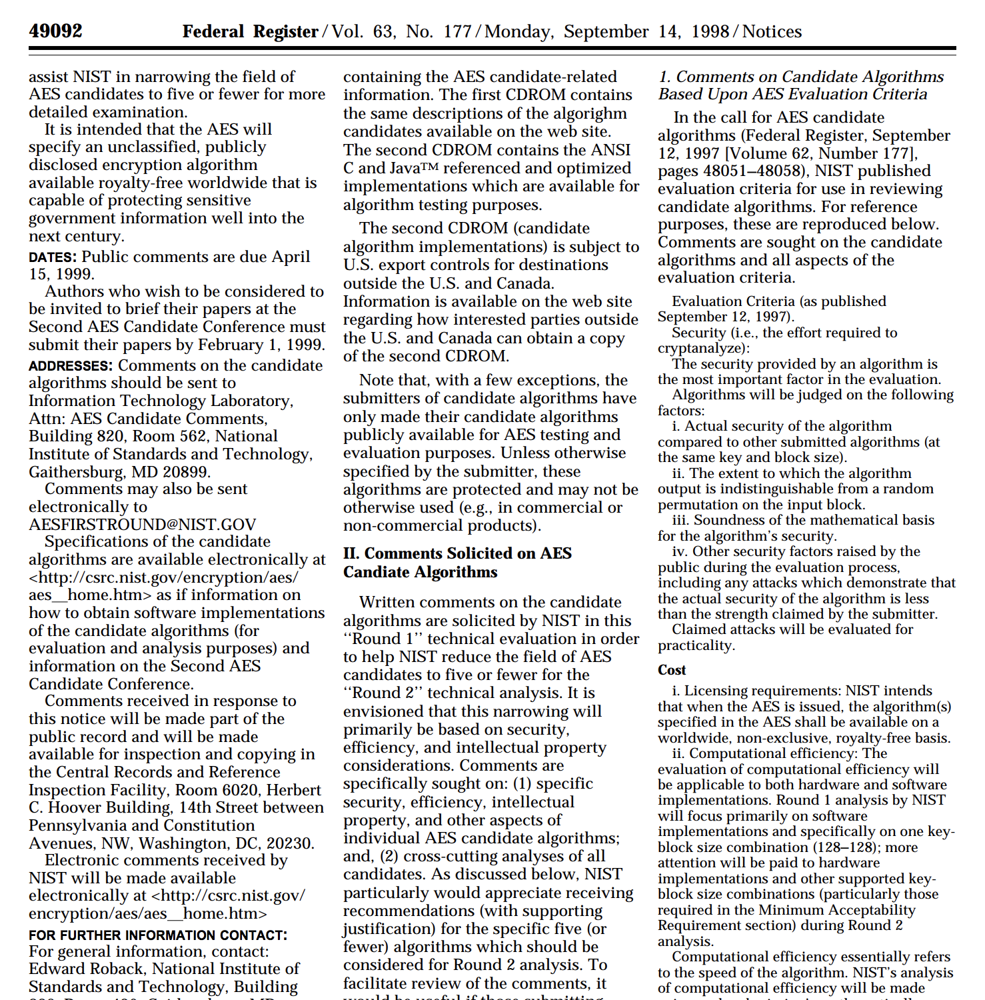 49092 Federal Register / Vol. 63, No. 177 / Monday, September 14, 1998 / Notices
assist NIST in narrowing the field of
AES candidates to five or fewer for more
detailed examination.
It is intended that the AES will
specify an unclassified, publicly
disclosed encryption algorithm
available royalty-free worldwide that is
capable of protecting sensitive
government information well into the
next century.
DATES: Public comments are due April
15, 1999.
Authors who wish to be considered to
be invited to brief their papers at the
Second AES Candidate Conference must
submit their papers by February 1, 1999.
ADDRESSES: Comments on the candidate
algorithms should be sent to
Information Technology Laboratory,
Attn: AES Candidate Comments,
Building 820, Room 562, National
Institute of Standards and Technology,
Gaithersburg, MD 20899.
Comments may also be sent
electronically to
AESFIRSTROUND@NIST.GOV
Specifications of the candidate
algorithms are available electronically at
<http://csrc.nist.gov/encryption/aes/
aes__home.htm> as if information on
how to obtain software implementations
of the candidate algorithms (for
evaluation and analysis purposes) and
information on the Second AES
Candidate Conference.
Comments received in response to
this notice will be made part of the
public record and will be made
available for inspection and copying in
the Central Records and Reference
Inspection Facility, Room 6020, Herbert
C. Hoover Building, 14th Street between
Pennsylvania and Constitution
Avenues, NW, Washington, DC, 20230.
Electronic comments received by
NIST will be made available
electronically at <http://csrc.nist.gov/
encryption/aes/aes__home.htm>
FOR FURTHER INFORMATION CONTACT:
For general information, contact:
Edward Roback, National Institute of
Standards and Technology, Building
containing the AES candidate-related
information. The first CDROM contains
the same descriptions of the algorighm
candidates available on the web site.
The second CDROM contains the ANSI
C and Java™ referenced and optimized
implementations which are available for
algorithm testing purposes.
The second CDROM (candidate
algorithm implementations) is subject to
U.S. export controls for destinations
outside the U.S. and Canada.
Information is available on the web site
regarding how interested parties outside
the U.S. and Canada can obtain a copy
of the second CDROM.
Note that, with a few exceptions, the
submitters of candidate algorithms have
only made their candidate algorithms
publicly available for AES testing and
evaluation purposes. Unless otherwise
specified by the submitter, these
algorithms are protected and may not be
otherwise used (e.g., in commercial or
non-commercial products).
II. Comments Solicited on AES
Candiate Algorithms
Written comments on the candidate
algorithms are solicited by NIST in this
‘‘Round 1’’ technical evaluation in order
to help NIST reduce the field of AES
candidates to five or fewer for the
‘‘Round 2’’ technical analysis. It is
envisioned that this narrowing will
primarily be based on security,
efficiency, and intellectual property
considerations. Comments are
specifically sought on: (1) specific
security, efficiency, intellectual
property, and other aspects of
individual AES candidate algorithms;
and, (2) cross-cutting analyses of all
candidates. As discussed below, NIST
particularly would appreciate receiving
recommendations (with supporting
justification) for the specific five (or
fewer) algorithms which should be
considered for Round 2 analysis. To
facilitate review of the comments, it
would be useful if those submitting
1. Comments on Candidate Algorithms
Based Upon AES Evaluation Criteria
In the call for AES candidate
algorithms (Federal Register, September
12, 1997 [Volume 62, Number 177],
pages 48051–48058), NIST published
evaluation criteria for use in reviewing
candidate algorithms. For reference
purposes, these are reproduced below.
Comments are sought on the candidate
algorithms and all aspects of the
evaluation criteria.
Evaluation Criteria (as published
September 12, 1997).
Security (i.e., the effort required to
cryptanalyze):
The security provided by an algorithm is
the most important factor in the evaluation.
Algorithms will be judged on the following
factors:
i. Actual security of the algorithm
compared to other submitted algorithms (at
the same key and block size).
ii. The extent to which the algorithm
output is indistinguishable from a random
permutation on the input block.
iii. Soundness of the mathematical basis
for the algorithm’s security.
iv. Other security factors raised by the
public during the evaluation process,
including any attacks which demonstrate that
the actual security of the algorithm is less
than the strength claimed by the submitter.
Claimed attacks will be evaluated for
practicality.
Cost
i. Licensing requirements: NIST intends
that when the AES is issued, the algorithm(s)
specified in the AES shall be available on a
worldwide, non-exclusive, royalty-free basis.
ii. Computational efficiency: The
evaluation of computational efficiency will
be applicable to both hardware and software
implementations. Round 1 analysis by NIST
will focus primarily on software
implementations and specifically on one key-
block size combination (128–128); more
attention will be paid to hardware
implementations and other supported key-
block size combinations (particularly those
required in the Minimum Acceptability
Requirement section) during Round 2
analysis.
Computational efficiency essentially refers
to the speed of the algorithm. NIST’s analysis
of computational efficiency will be made